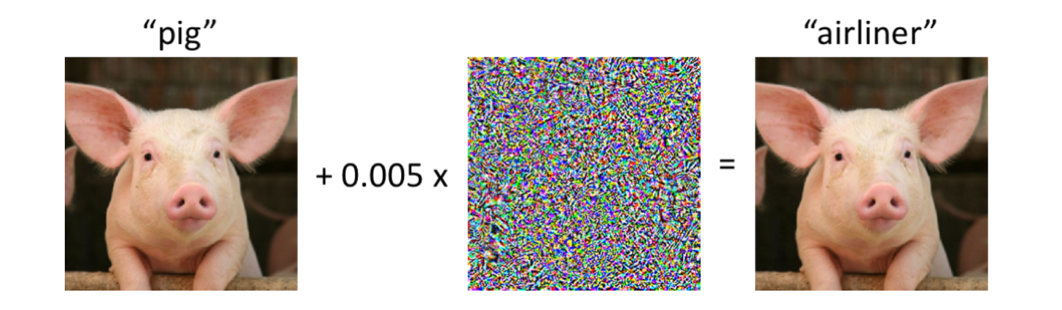 “pig”
“airliner”
+ 0.005 x
=